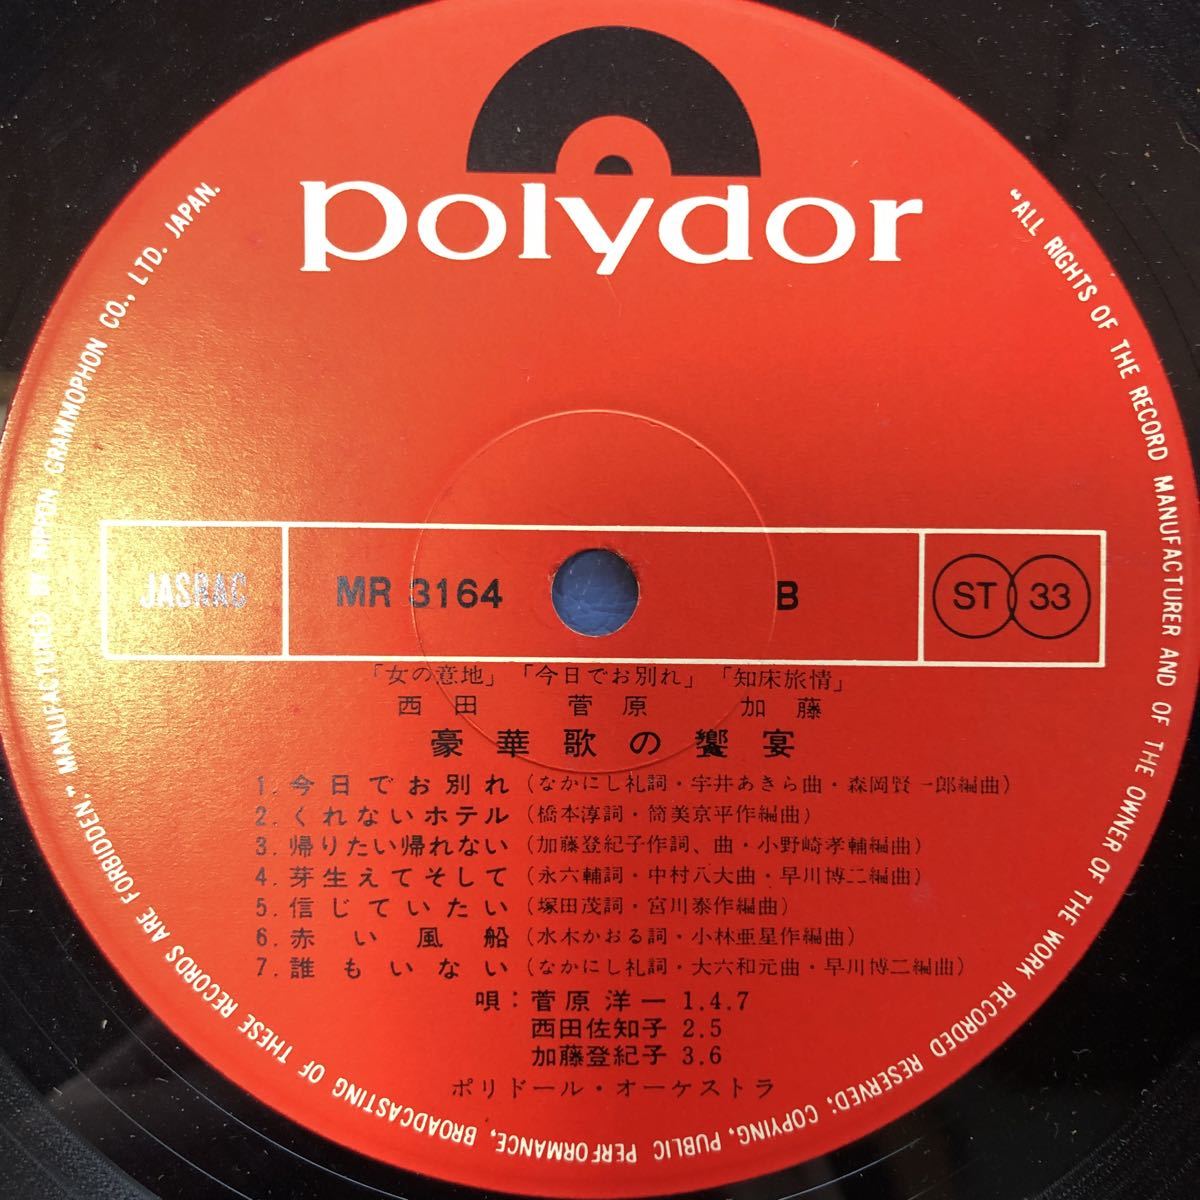 polydor
JASRAC
MR 3164
B
ST 33
「女の意地」 「今日でお別れ」 「知床旅情」
西田 菅原 加藤
豪華歌の饗宴
1. 今日でお別れ (なかにし礼詞・宇井あきら曲・森岡賢一郎編曲)
2. くれないホテル (橋本淳詞・筒美京平作編曲)
3. 帰りたい帰れない (加藤登紀子作詞、曲・小野崎孝輔編曲)
4. 芽生えてそして (永六輔詞・中村八大曲・早川博二編曲)
5. 信じていたい (塚田茂詞・宮川泰作編曲)
6. 赤い風船 (水木かおる詞・小林亜星作編曲)
7. 誰もいない (なかにし礼詞・大六和元曲・早川博二編曲)
唄：菅原洋一 1.4.7
西田佐知子 2.5
加藤登紀子 3.6
ポリドール・オーケストラ
"ALL RIGHTS OF THE RECORD MANUFACTURER AND OF THE OWNER OF THE WORK RECORDED RESERVED; COPYING, PUBLIC PERFORMANCE, BROADCASTING OF THESE RECORDS ARE FORBIDDEN." MANUFACTURED BY NIPPON GRAMMOPHON CO., LTD. JAPAN.